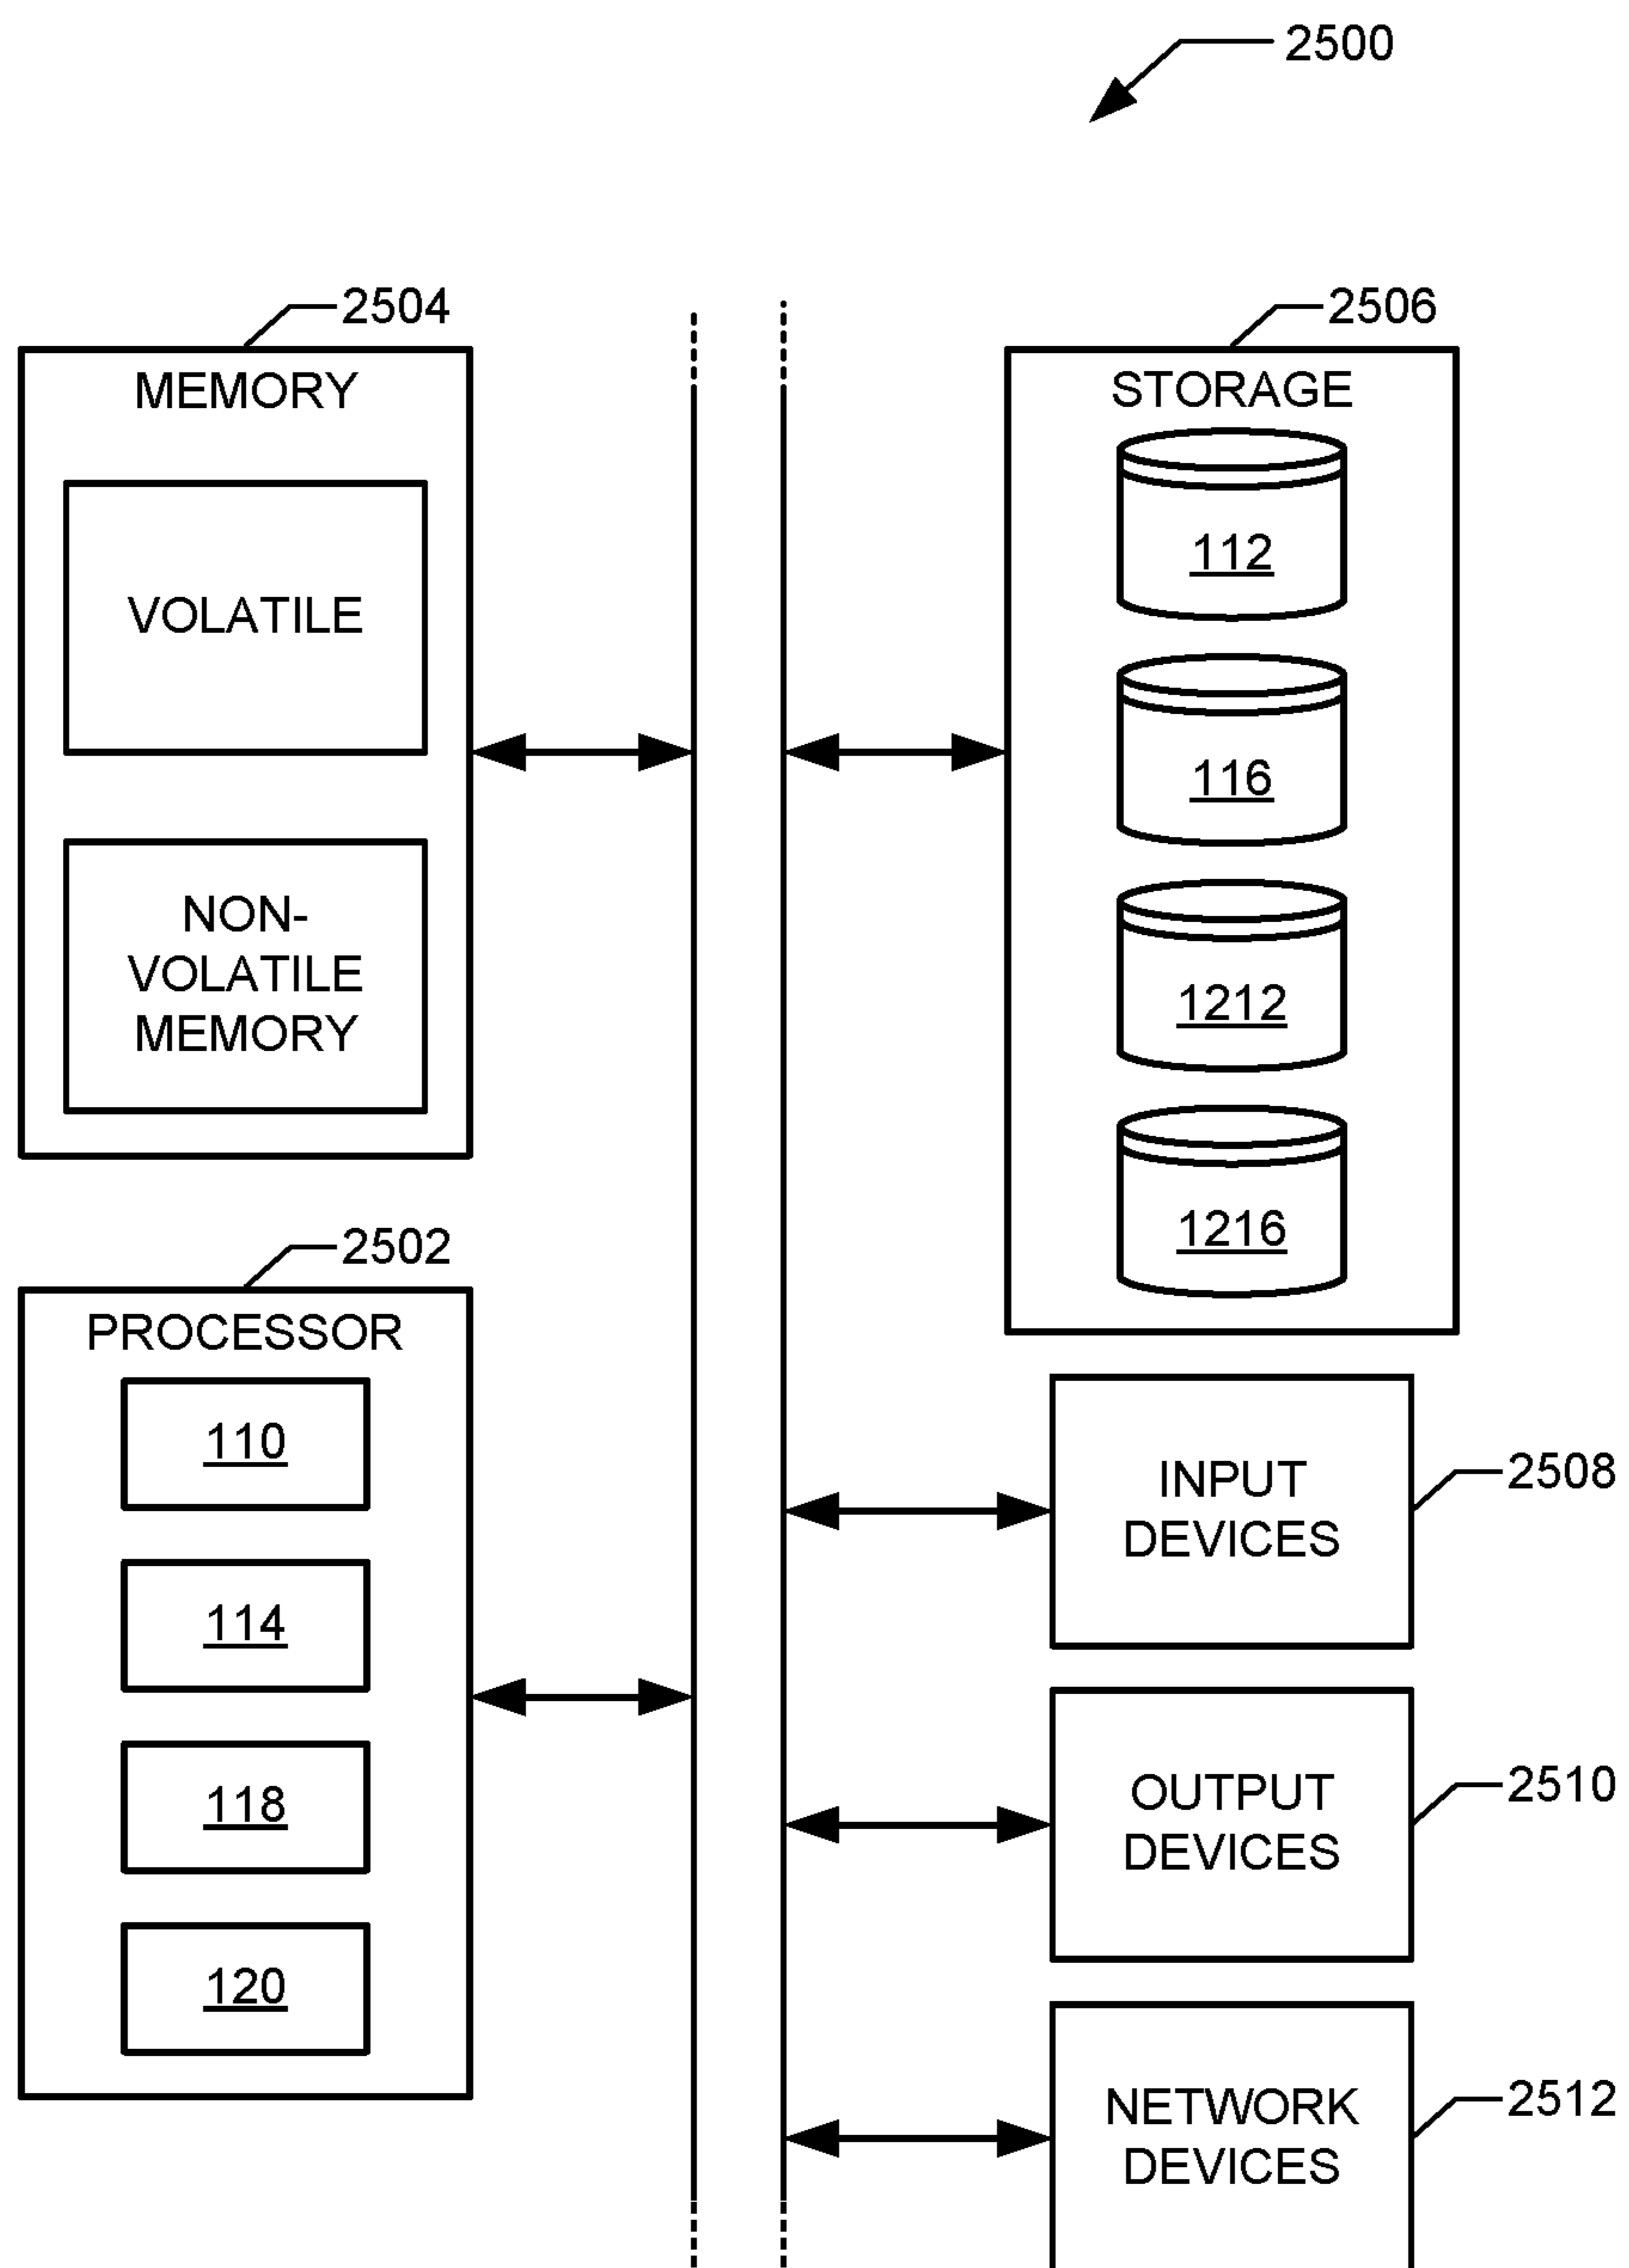 2500
2504
MEMORY
VOLATILE
NON-
VOLATILE
MEMORY
2506
STORAGE
112
116
1212
1216
2502
PROCESSOR
110
114
118
120
INPUT
DEVICES
2508
OUTPUT
DEVICES
2510
NETWORK
DEVICES
2512